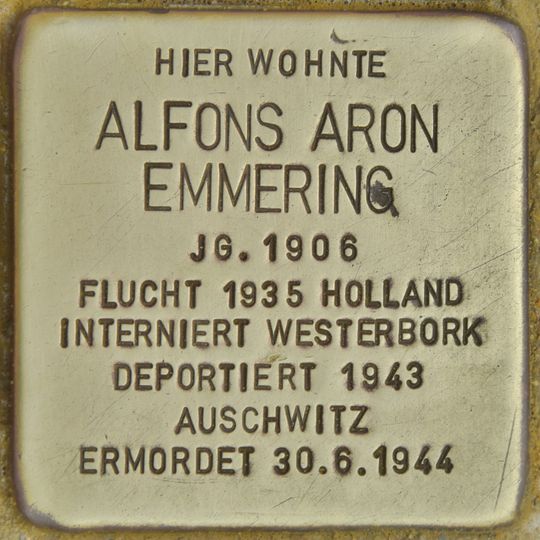 HIER WOHNTE
ALFONS ARON
EMMERING
JG. 1906
FLUCHT 1935 HOLLAND
INTERNIERT WESTERBORK
DEPORTIERT 1943
AUSCHWITZ
ERMORDET 30.6.1944